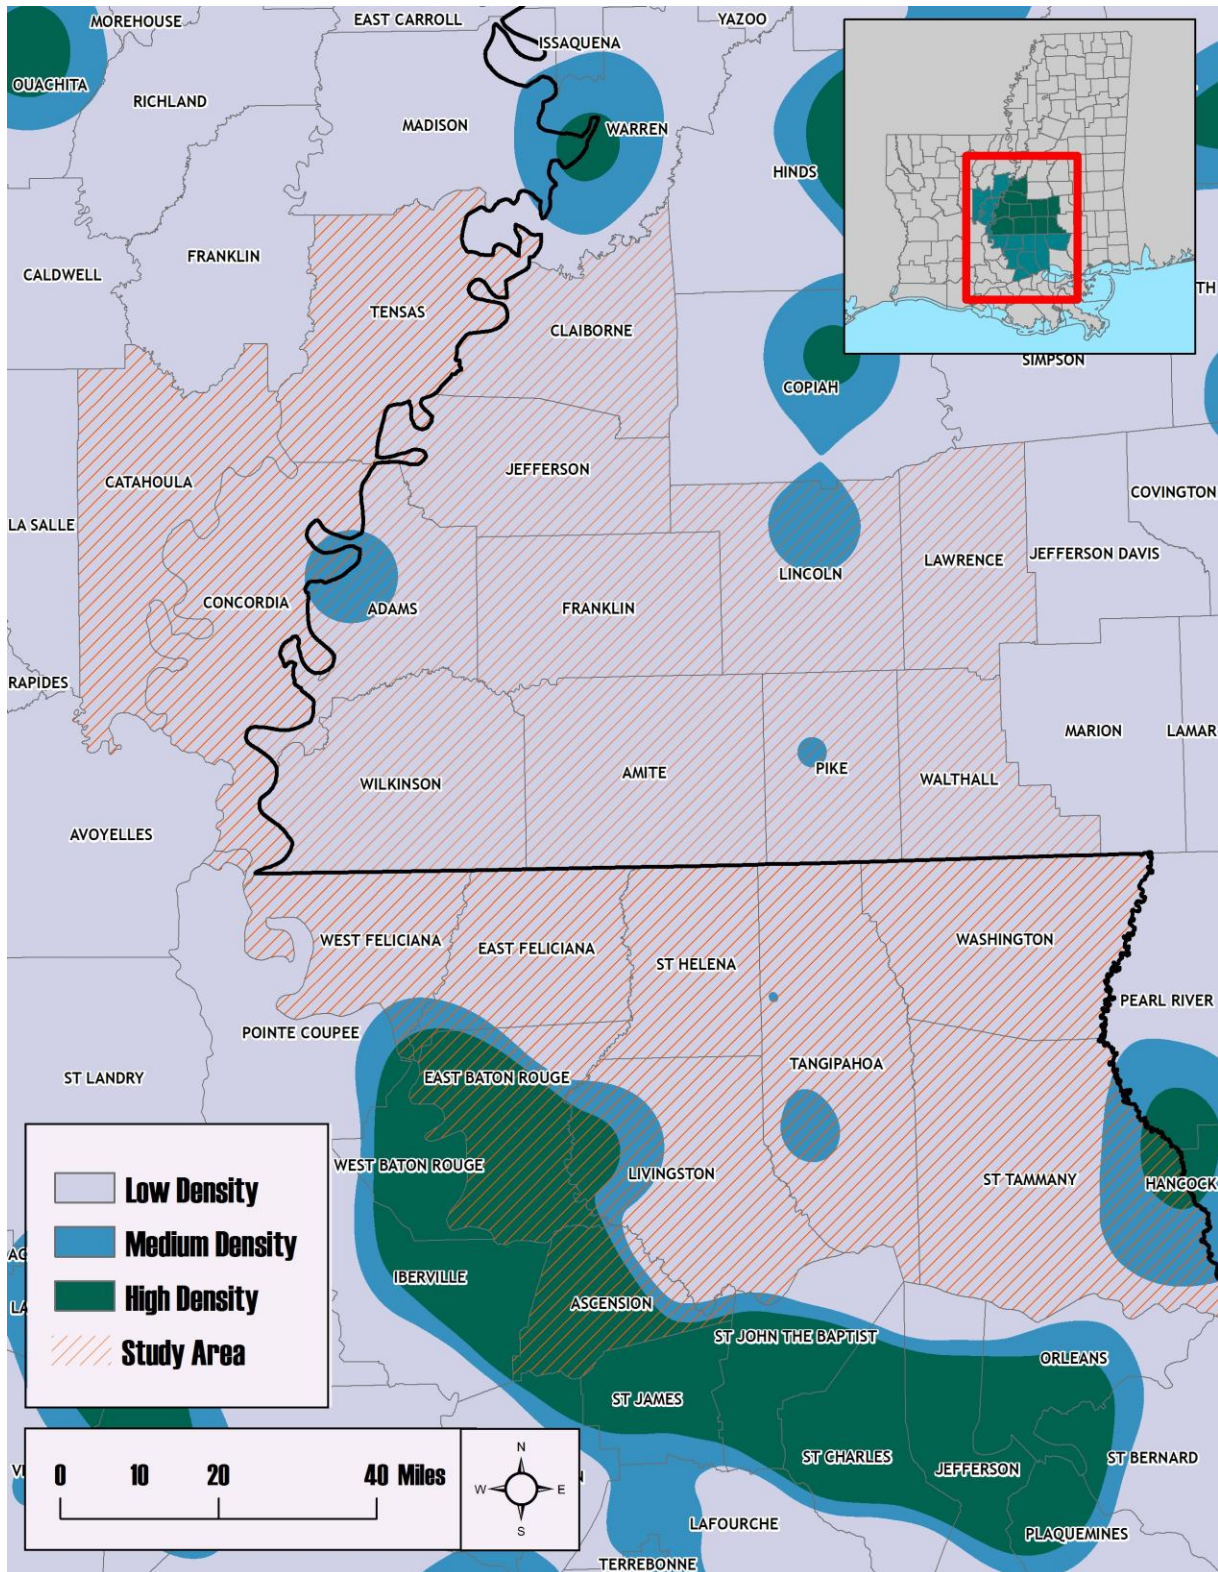 MOREHOUSE
EAST CARROLL
YAZOO
ISSAQUENA
OUACHITA
RICHLAND
MADISON
WARREN
HINDS
FRANKLIN
CALDWELL
TH
TENSAS
CLAIBORNE
SIMPSON
COPIAH
CATAHOULA
JEFFERSON
COVINGTON
LA SALLE
JEFFERSON DAVIS
LAWRENCE
LINCOLN
CONCORDIA
ADAMS
FRANKLIN
RAPIDES
MARION
LAMAR
WILKINSON
AMITE
PIKE
WALTHALL
AVOYELLES
WEST FELICIANA
EAST FELICIANA
ST HELENA
WASHINGTON
PEARL RIVER
POINTE COUPEE
ST LANDRY
EAST BATON ROUGE
TANGIPAHOA
WEST BATON ROUGE
LIVINGSTON
ST TAMMANY
HANCOCK
IBERVILLE
ASCENSION
ST JOHN THE BAPTIST
ORLEANS
ST JAMES
ST CHARLES
JEFFERSON
ST BERNARD
LAFOURCHE
PLAQUEMINES
TERREBONNE
Low Density
Medium Density
High Density
Study Area
0 10 20 40 Miles
N
W E
S